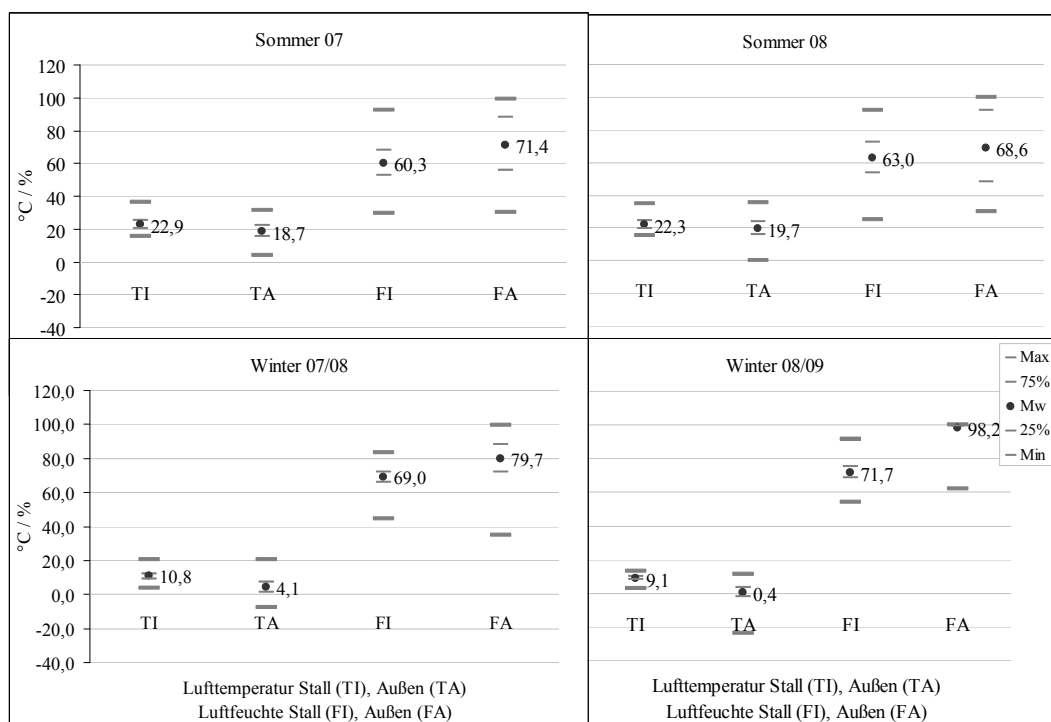 Sommer 07
120
100
80
60
40
20
0
-20
-40
°C / %
22,9
18,7
60,3
71,4
TI TA FI FA
Sommer 08
22,3
19,7
63,0
68,6
TI TA FI FA
Winter 07/08
120,0
100,0
80,0
60,0
40,0
20,0
0,0
-20,0
-40,0
°C / %
10,8
4,1
69,0
79,7
TI TA FI FA
Lufttemperatur Stall (TI), Außen (TA)
Luftfeuchte Stall (FI), Außen (FA)
Winter 08/09
Max
75%
Mw
25%
Min
9,1
0,4
71,7
98,2
TI TA FI FA
Lufttemperatur Stall (TI), Außen (TA)
Luftfeuchte Stall (FI), Außen (FA)